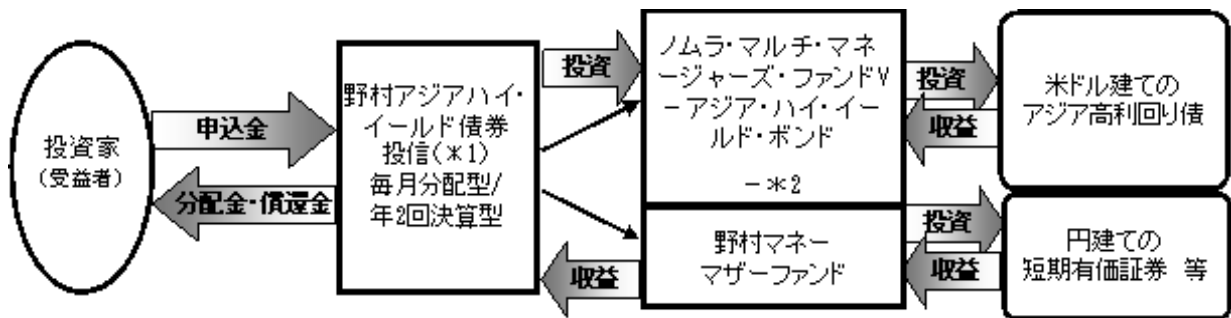 投資家
(受益者)
申込金
分配金・償還金
野村アジアハイ・
イールド債券
投信(*1)
毎月分配型/
年2回決算型
投資
収益
ノムラ・マルチ・マネ
ージャーズ・ファンドV
-アジア・ハイ・イー
ルド・ボンド
-*2
野村マネー
マザーファンド
投資
収益
投資
収益
米ドル建ての
アジア高利回り債
円建ての
短期有価証券 等